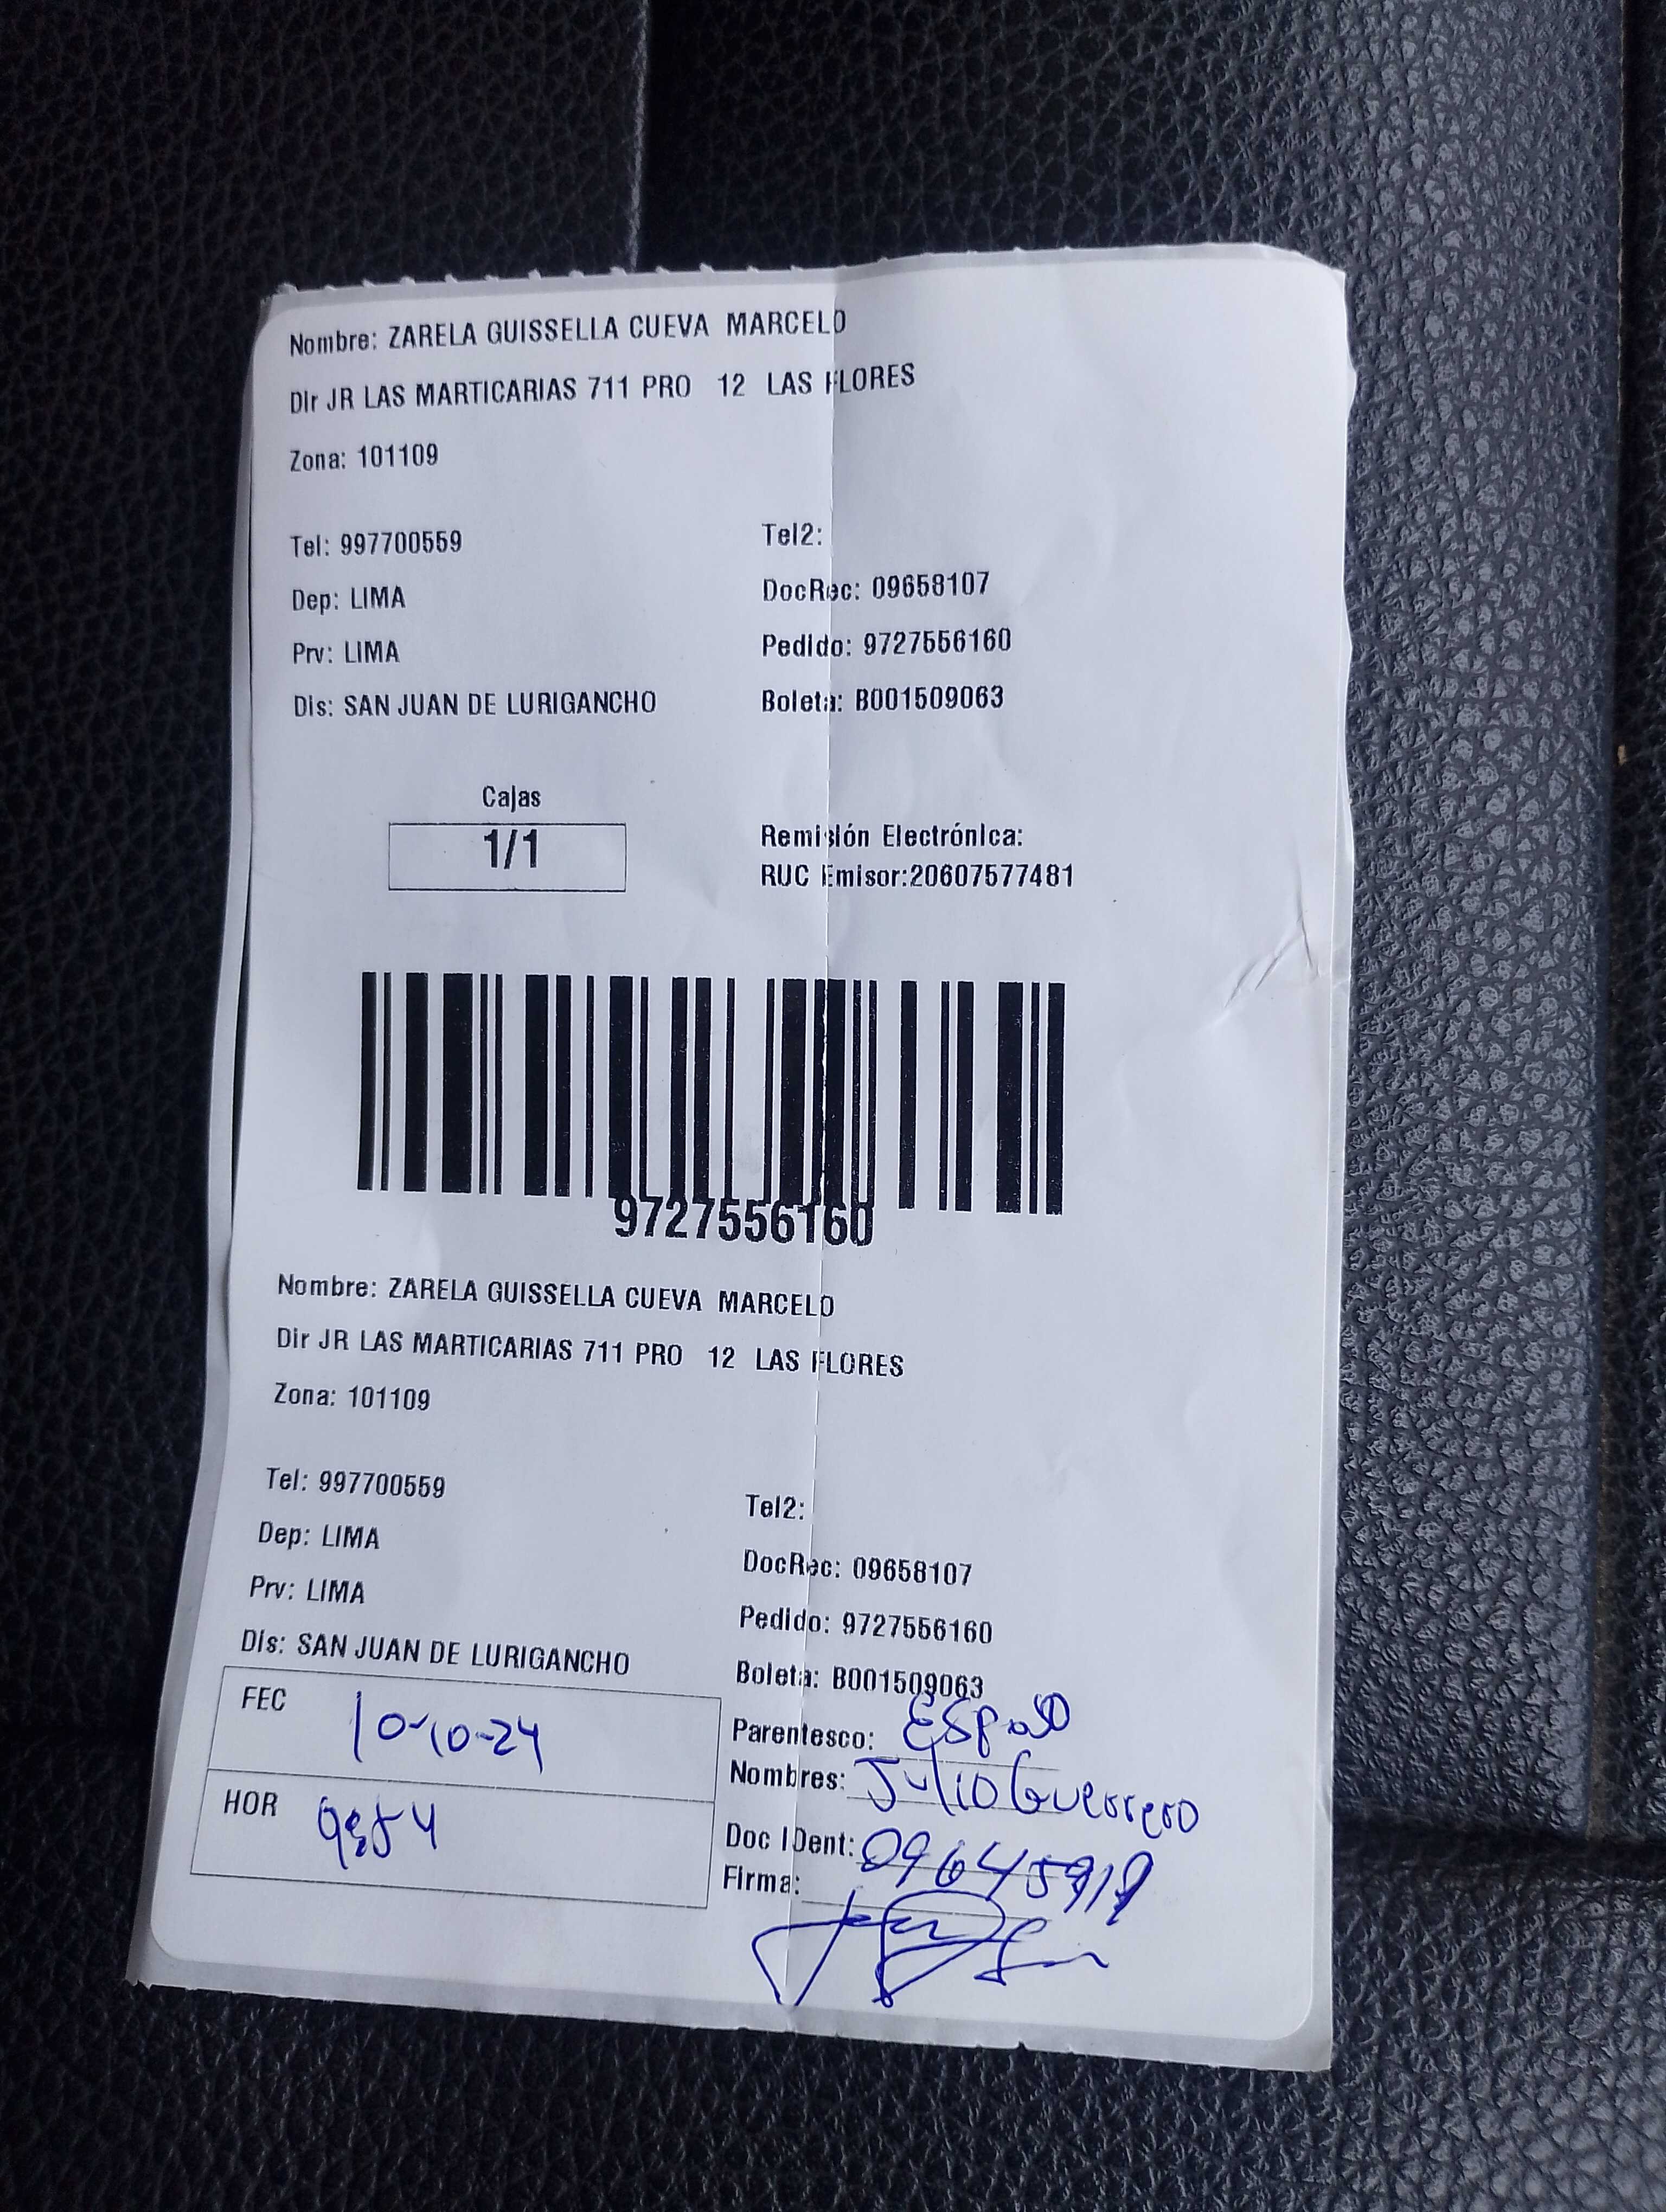 Nombre: ZARELA GUISSELLA CUEVA MARCELO
Dir JR LAS MARTICARIAS 711 PRO 12 LAS FLORES
Zona: 101109
Tel: 997700559
Tel2:
Dep: LIMA
DocRec: 09658107
Prv: LIMA
Pedido: 9727556160
Dis: SAN JUAN DE LURIGANCHO
Boleta: B001509063
Cajas
1/1
Remisión Electrónica:
RUC Emisor:20607577481
9727556160
Nombre: ZARELA GUISSELLA CUEVA MARCELO
Dir JR LAS MARTICARIAS 711 PRO 12 LAS FLORES
Zona: 101109
Tel: 997700559
Tel2:
Dep: LIMA
DocRec: 09658107
Prv: LIMA
Pedido: 9727556160
Dis: SAN JUAN DE LURIGANCHO
Boleta: B001509063
FEC 10-10-24
Parentesco: Esposo
Nombres: Julio Guerrero
HOR
Doc IDent:
Firma: